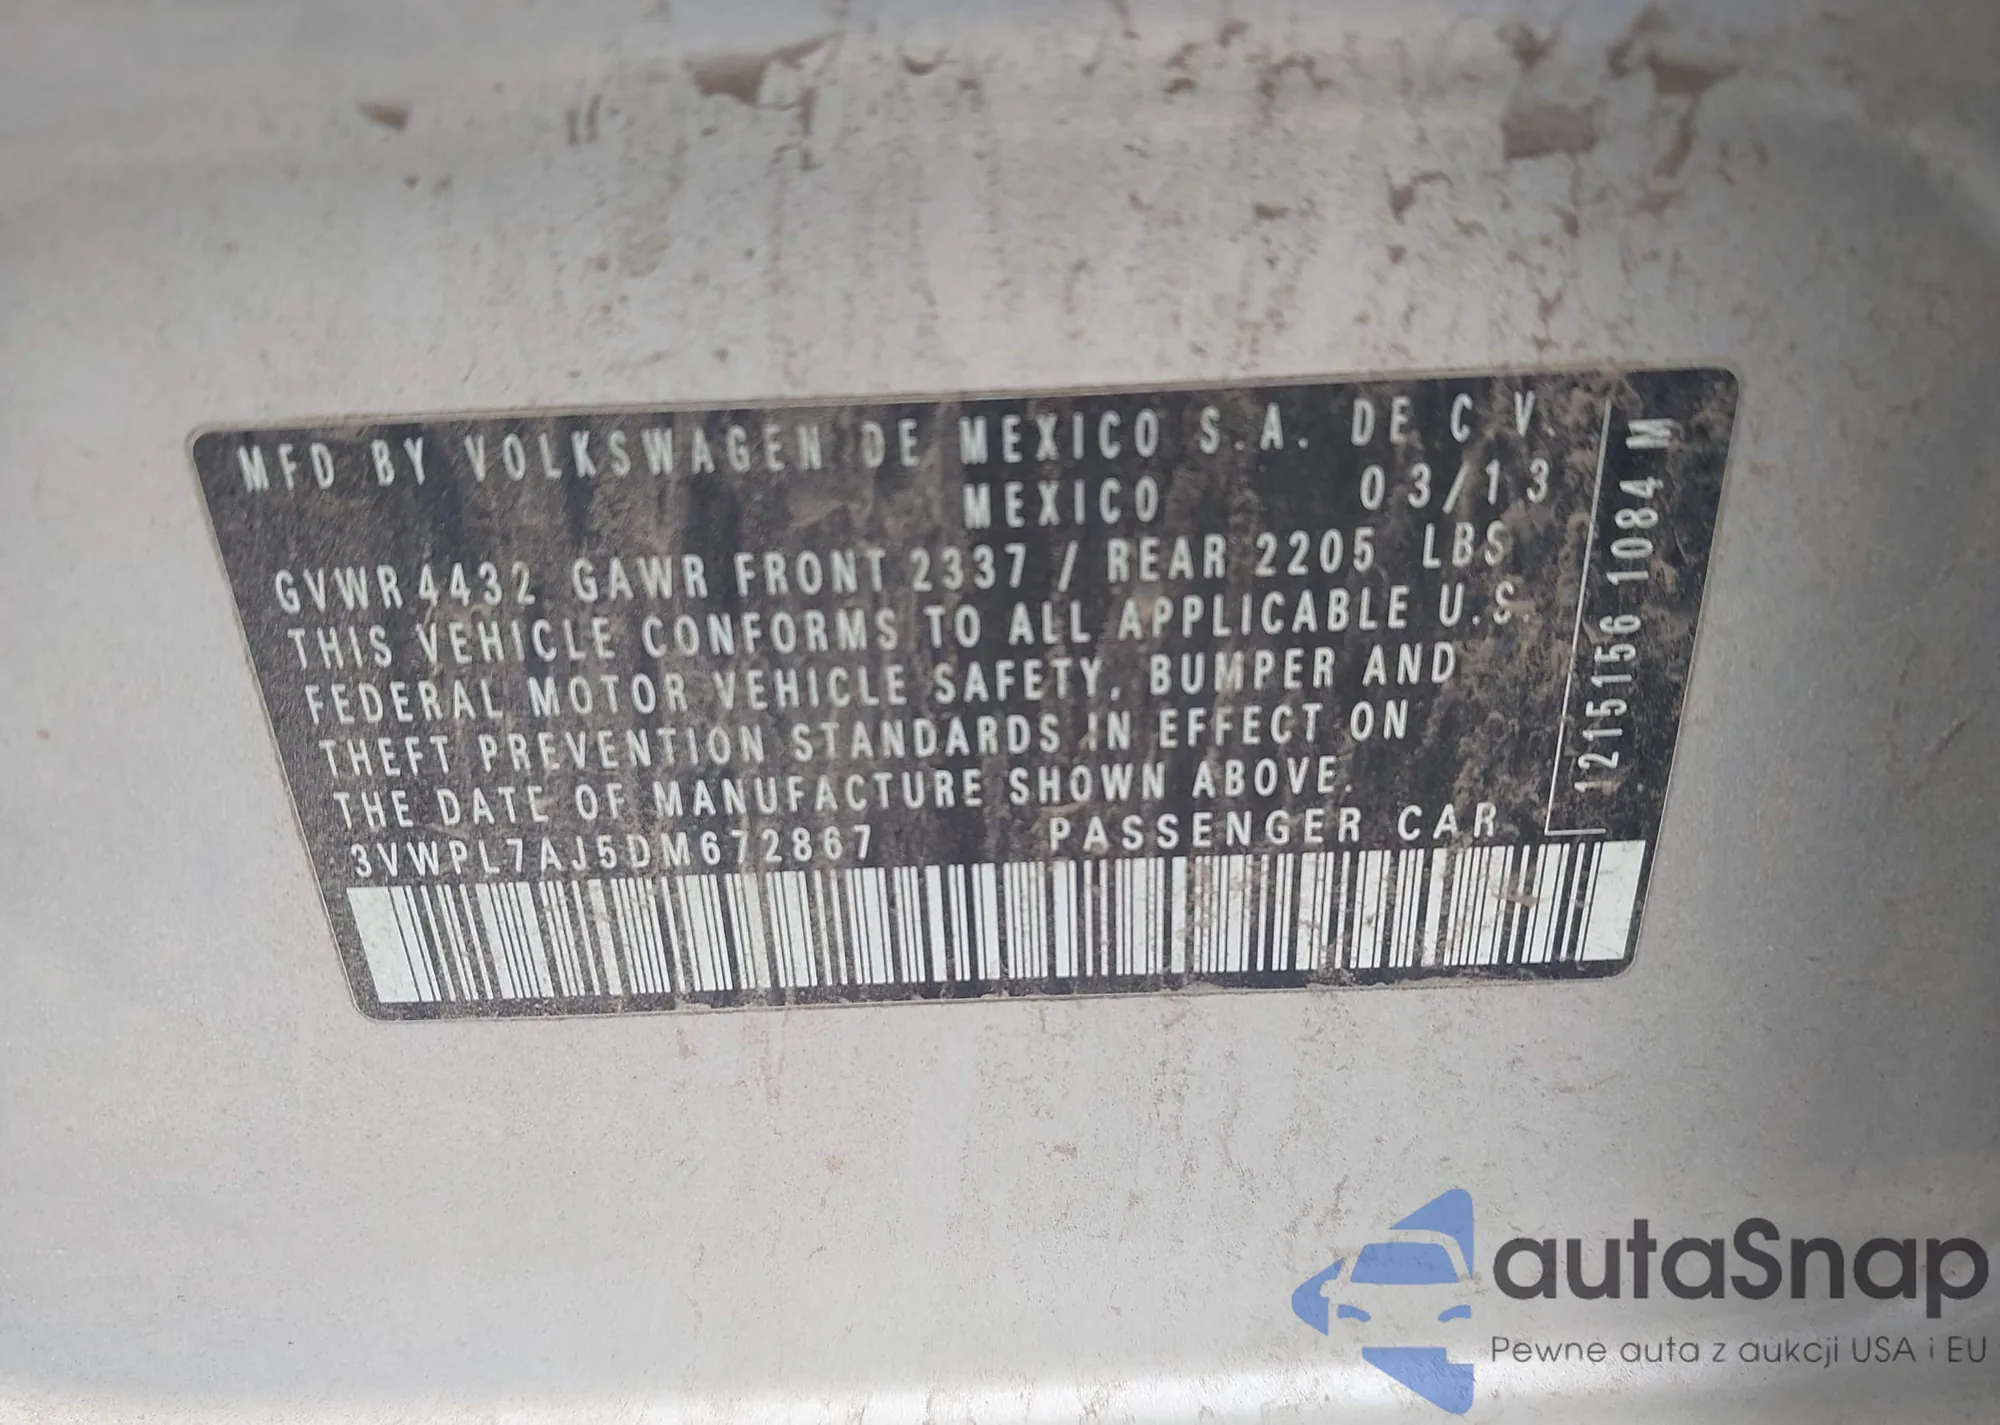 MFD BY VOLKSWAGEN DE MEXICO S.A. DE C V.
MEXICO 03/13
GVWR 4432 GAWR FRONT 2337 / REAR 2205 LBS
THIS VEHICLE CONFORMS TO ALL APPLICABLE U.S.
FEDERAL MOTOR VEHICLE SAFETY, BUMPER AND
THEFT PREVENTION STANDARDS IN EFFECT ON
THE DATE OF MANUFACTURE SHOWN ABOVE.
3VWPL7AJ5DM672867 PASSENGER CAR
1215156 1084 M
autaSnap
Pewne auta z aukcji USA i EU